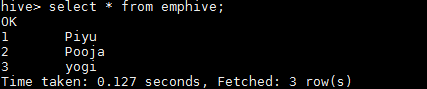 hive> select * from emphive;
OK
1       Piyu
2       Pooja
3       yogi
Time taken: 0.127 seconds, Fetched: 3 row(s)